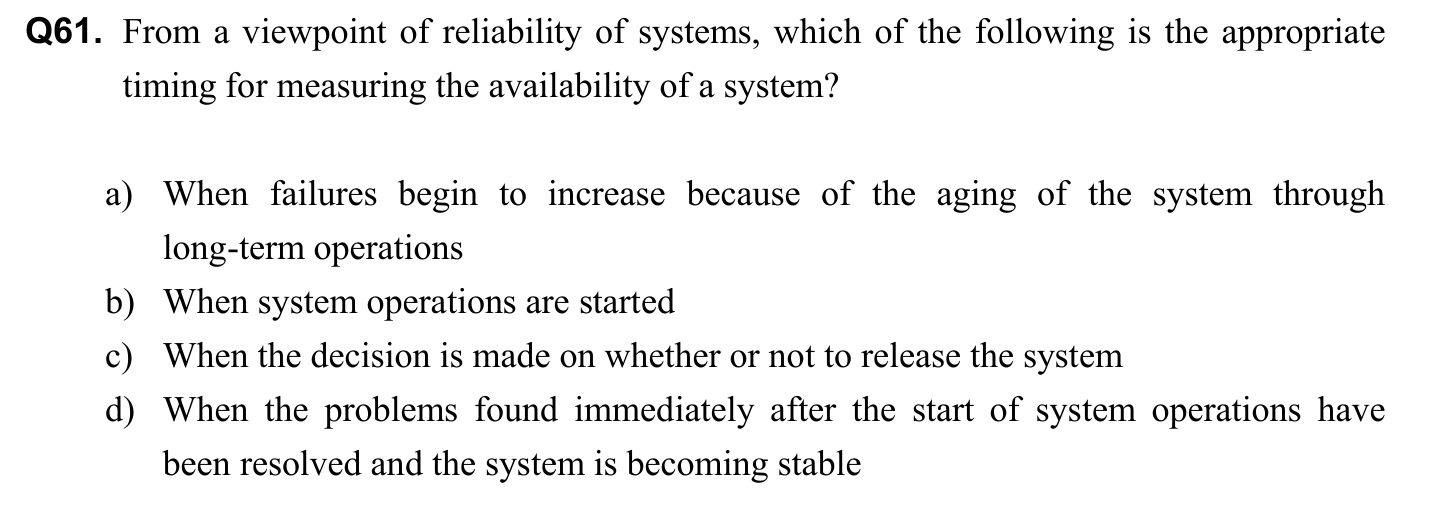 Q61. From a viewpoint of reliability of systems, which of the following is the appropriate
timing for measuring the availability of a system?
a) When failures begin to increase because of the aging of the system through
long-term operations
b) When system operations are started
c) When the decision is made on whether or not to release the system
d) When the problems found immediately after the start of system operations have
been resolved and the system is becoming stable